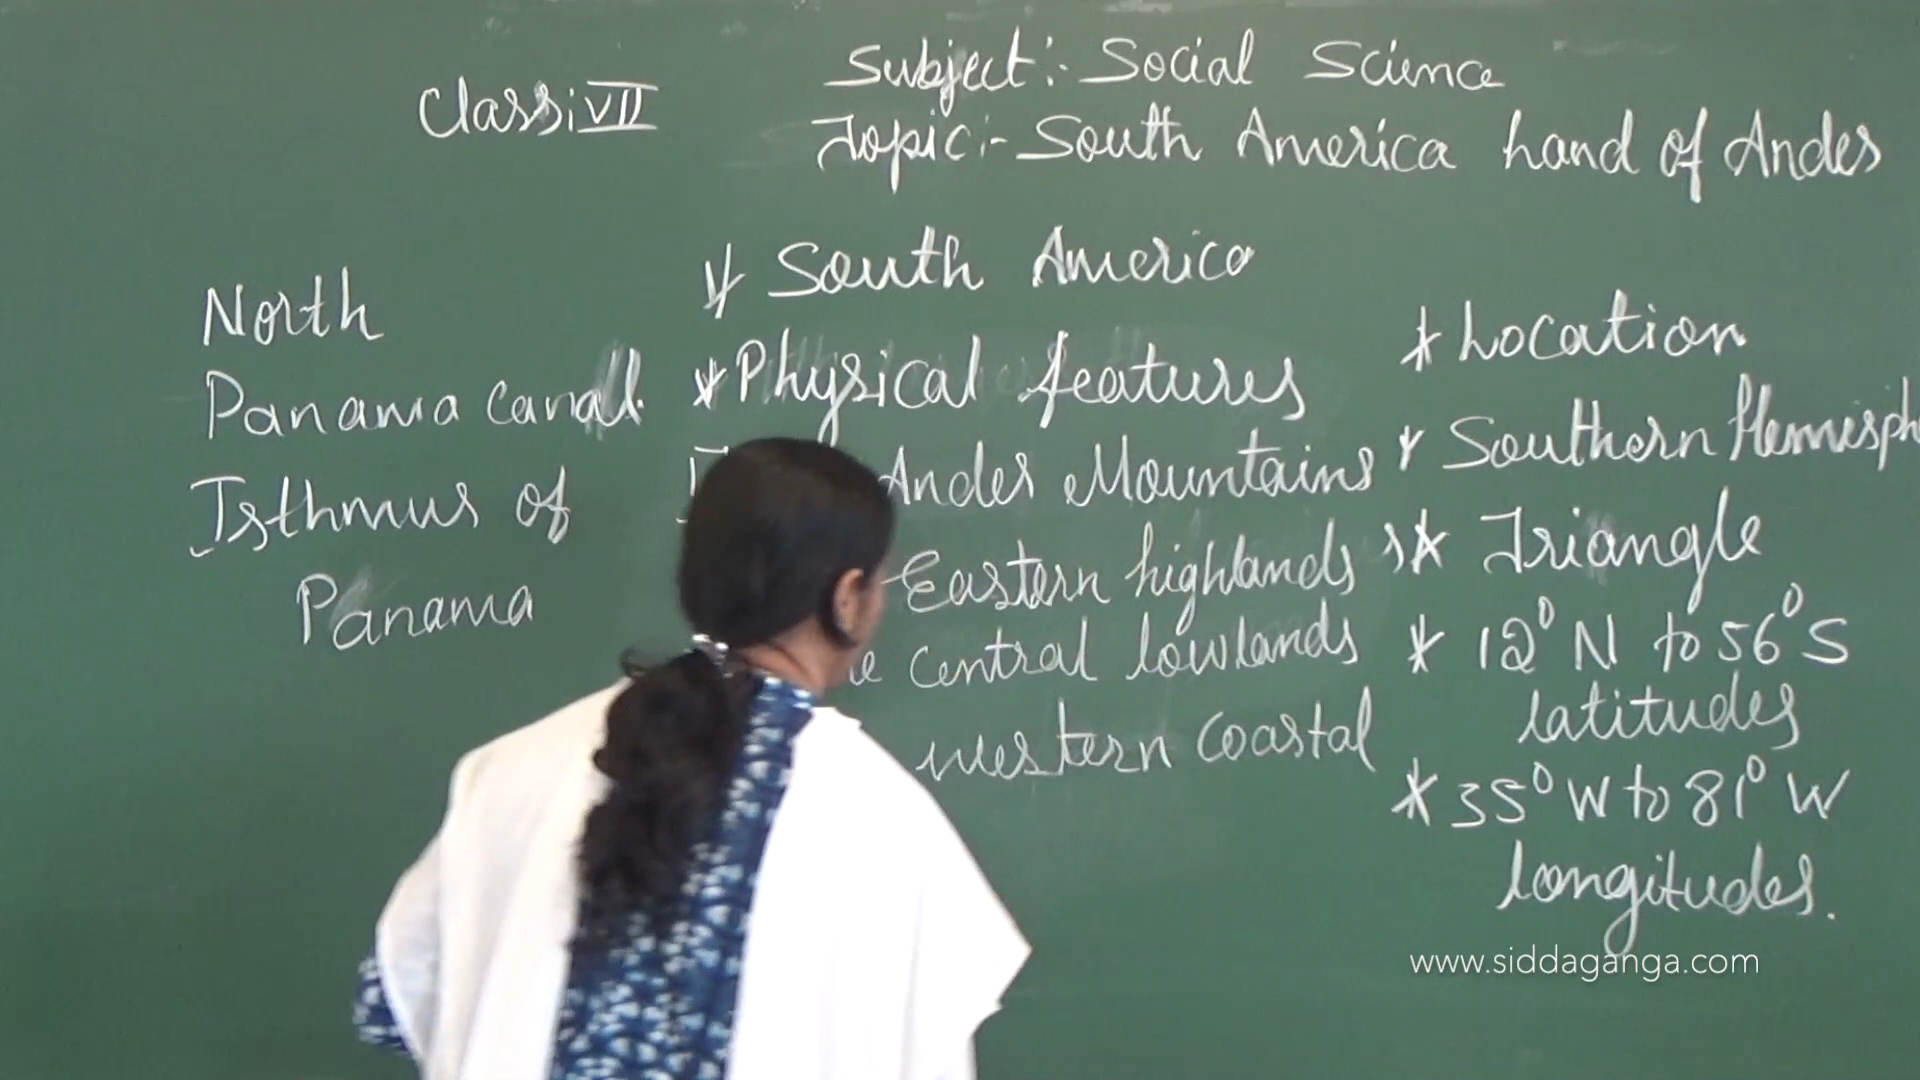 Class: VII
Subject:- Social Science
Topic:- South America Land of Andes
North
Panama canal
Isthmus of
Panama
* South America
* Physical features
Andes Mountains
Eastern highlands
central lowlands
western coastal
* Location
* Southern
* Triangle
* 12° N to 56° S
latitudes
* 35° W to 81° W
longitudes.
www.siddaganga.com